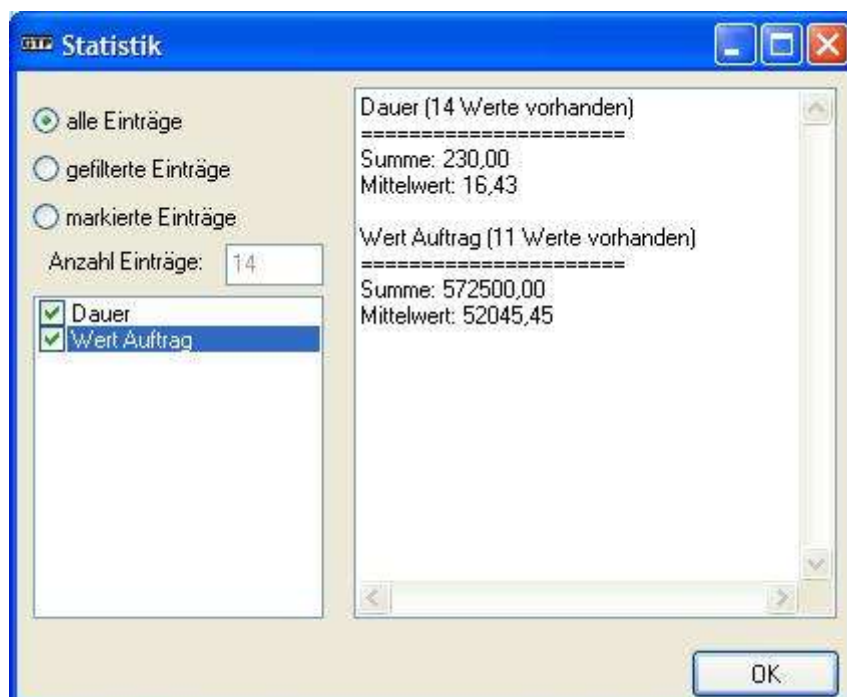 GTP Statistik
alle Einträge
gefilterte Einträge
markierte Einträge
Anzahl Einträge: 14
Dauer
Wert Auftrag
Dauer (14 Werte vorhanden)
======================
Summe: 230,00
Mittelwert: 16,43
Wert Auftrag (11 Werte vorhanden)
======================
Summe: 572500,00
Mittelwert: 52045,45
OK